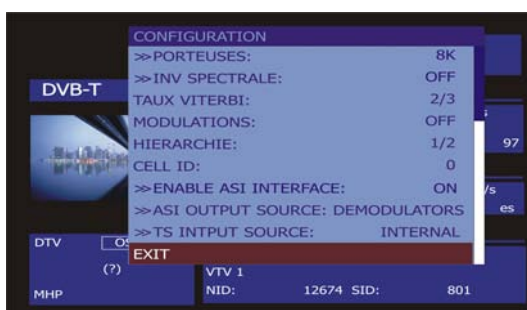 CONFIGURATION
≫PORTEUSES: 8K
≫INV SPECTRALE: OFF
TAUX VITERBI: 2/3
MODULATIONS: OFF
HIERARCHIE: 1/2
CELL ID: 0
≫ENABLE ASI INTERFACE: ON
≫ASI OUTPUT SOURCE: DEMODULATORS
≫TS INTPUT SOURCE: INTERNAL
EXIT
DVB-T
97
/s
es
DTV
(?)
MHP
VTV 1
NID: 12674 SID: 801